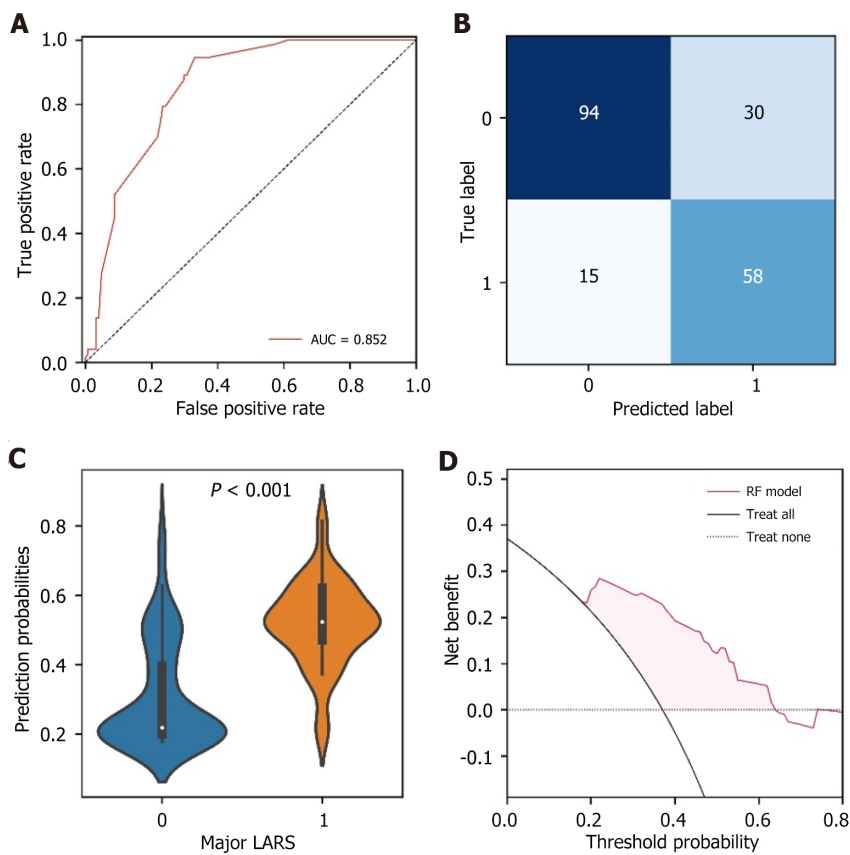 A
1.0
0.8
0.6
0.4
0.2
0.0
True positive rate
AUC = 0.852
0.0 0.2 0.4 0.6 0.8 1.0
False positive rate
B
True label
0
1
94 30
15 58
0 1
Predicted label
C
P < 0.001
0.8
0.6
0.4
0.2
Prediction probabilities
0 1
Major LARS
D
0.5
0.4
0.3
0.2
0.1
0.0
-0.1
Net benefit
RF model
Treat all
Treat none
0.0 0.2 0.4 0.6 0.8
Threshold probability